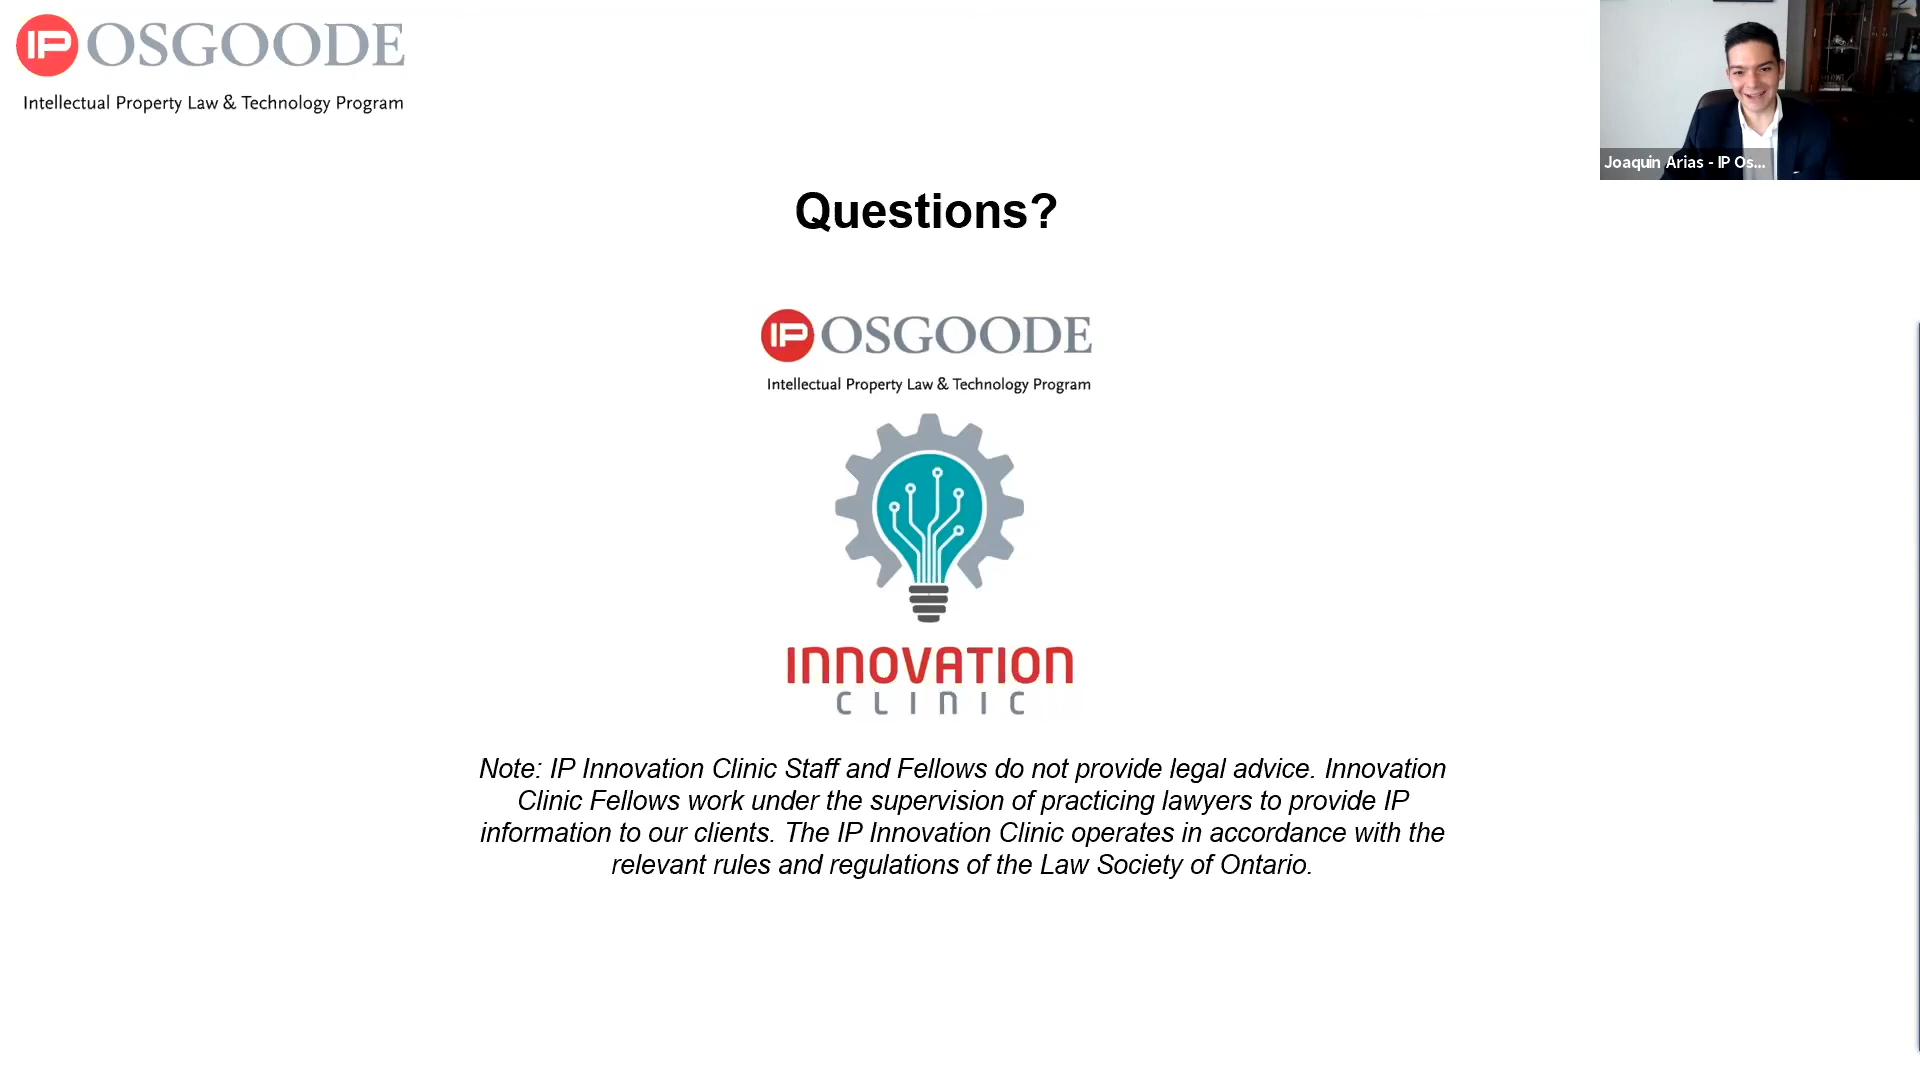 IP OSGOODE
Intellectual Property Law & Technology Program
Joaquin Arias - IP Os...
Questions?
IP OSGOODE
Intellectual Property Law & Technology Program
INNOVATION
CLINIC
Note: IP Innovation Clinic Staff and Fellows do not provide legal advice. Innovation
Clinic Fellows work under the supervision of practicing lawyers to provide IP
information to our clients. The IP Innovation Clinic operates in accordance with the
relevant rules and regulations of the Law Society of Ontario.